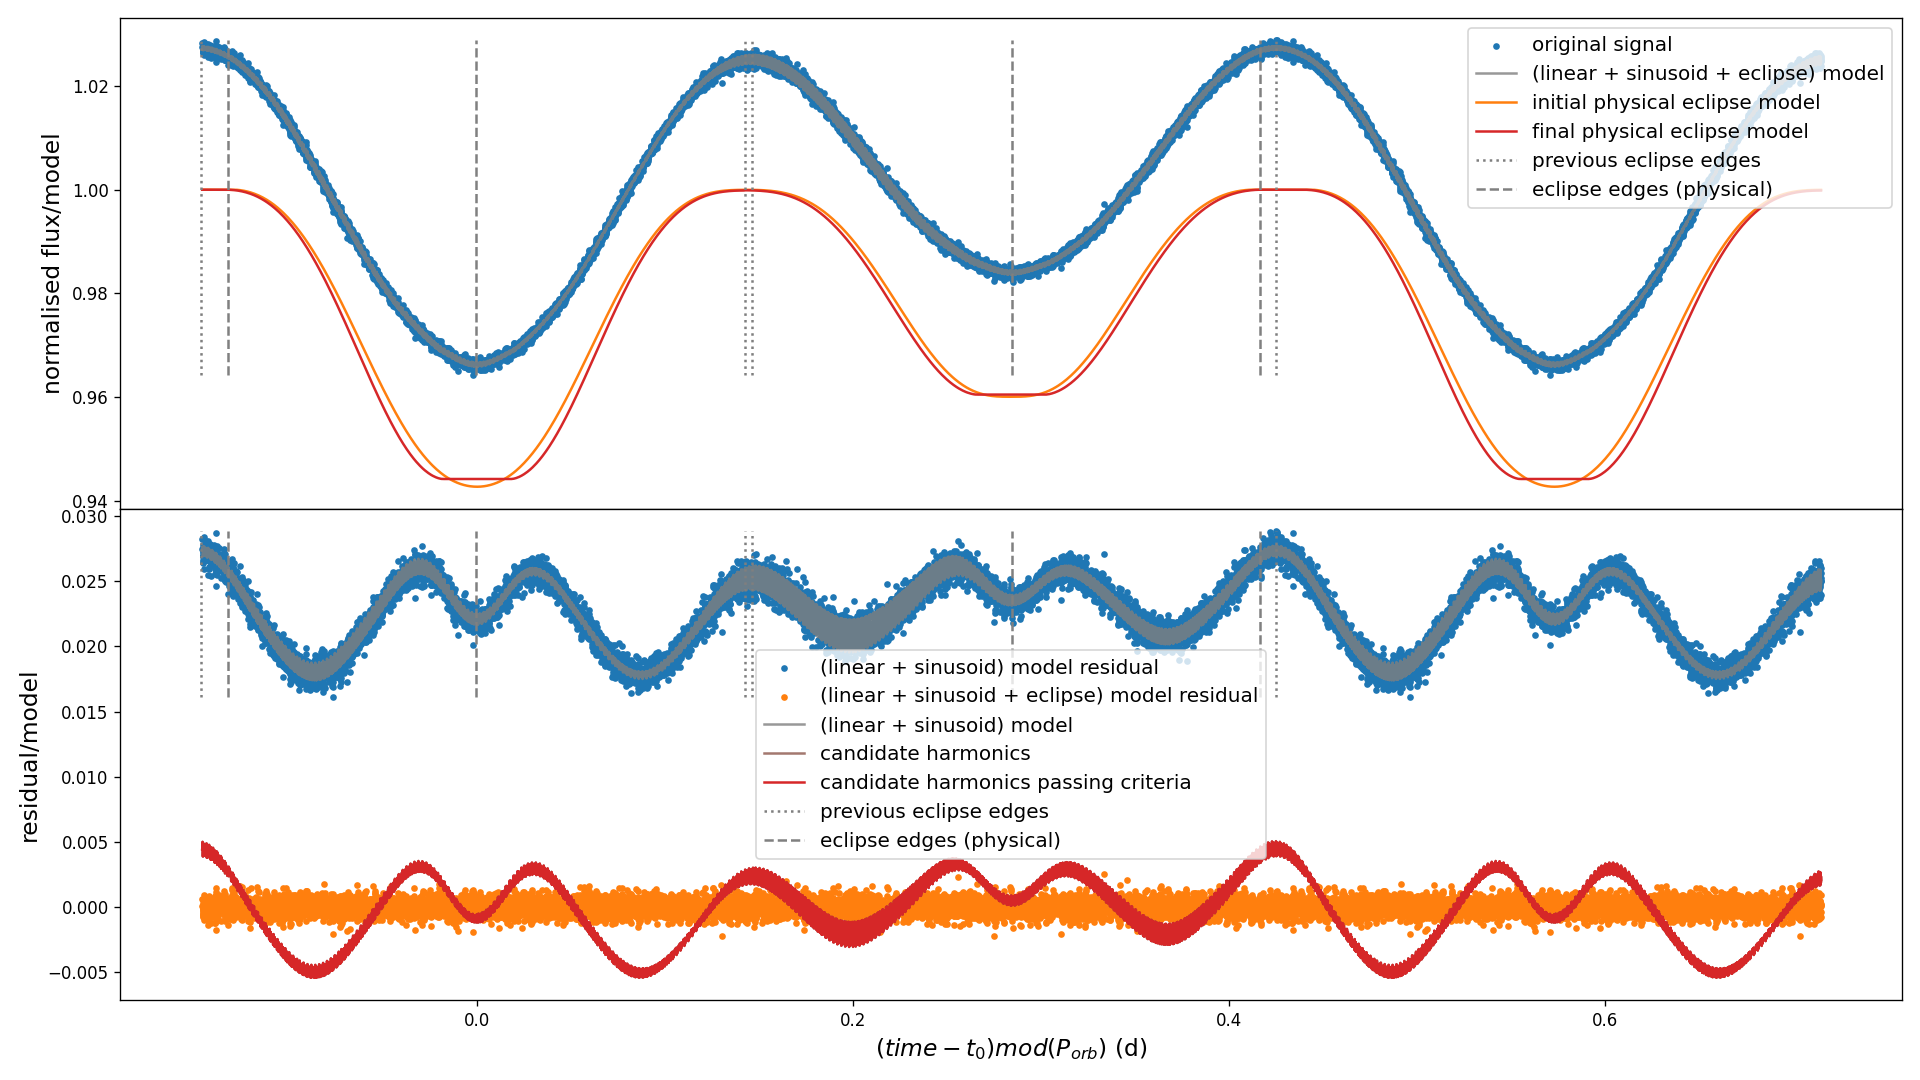 normalised flux/model
1.02
1.00
0.98
0.96
0.94
original signal
(linear + sinusoid + eclipse) model
initial physical eclipse model
final physical eclipse model
previous eclipse edges
eclipse edges (physical)
residual/model
0.030
0.025
0.020
0.015
0.010
0.005
0.000
−0.005
(linear + sinusoid) model residual
(linear + sinusoid + eclipse) model residual
(linear + sinusoid) model
candidate harmonics
candidate harmonics passing criteria
previous eclipse edges
eclipse edges (physical)
0.0 0.2 0.4 0.6
(time − t₀)mod(Pₒᵣb) (d)